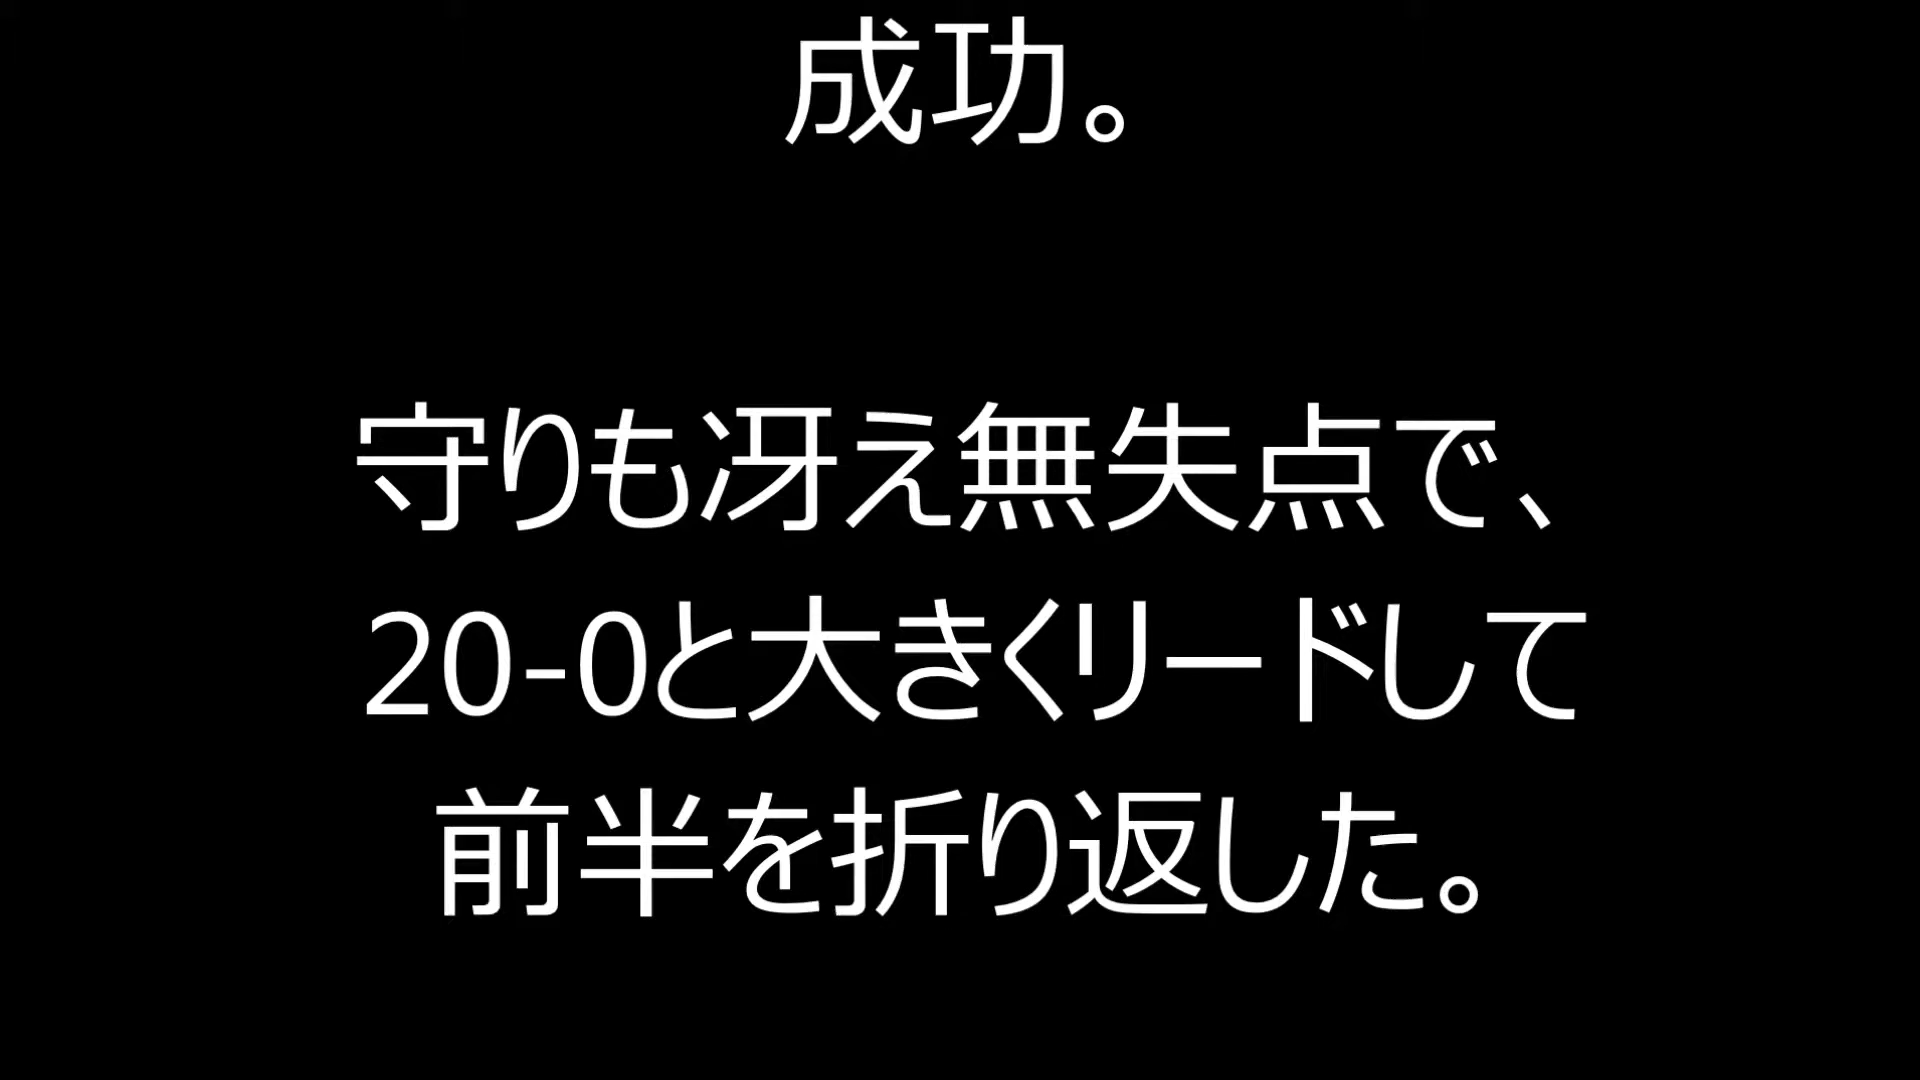 成功。
守りも冴え無失点で、
20-0と大きくリードして
前半を折り返した。